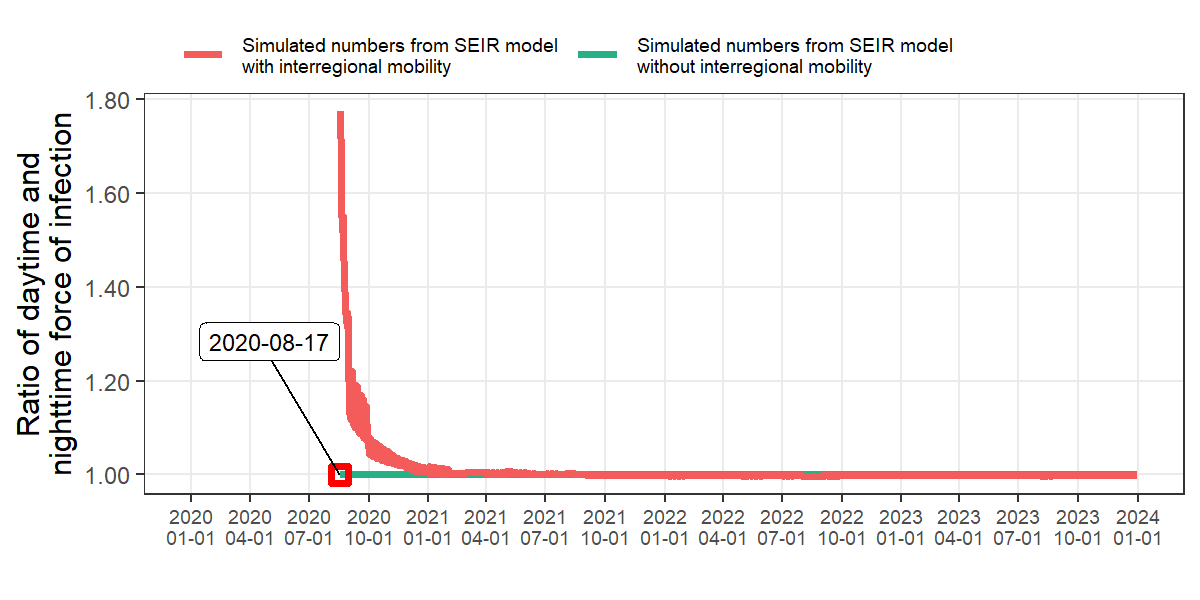 Simulated numbers from SEIR model
with interregional mobility
Simulated numbers from SEIR model
without interregional mobility
Ratio of daytime and
nighttime force of infection
1.80
1.60
1.40
1.20
1.00
2020-08-17
2020 2020 2020 2020 2021 2021 2021 2021 2022 2022 2022 2022 2023 2023 2023 2023 2024
01-01 04-01 07-01 10-01 01-01 04-01 07-01 10-01 01-01 04-01 07-01 10-01 01-01 04-01 07-01 10-01 01-01